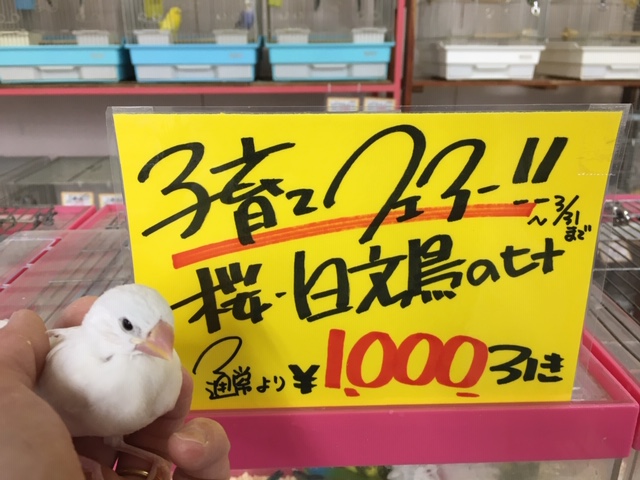 子育てフェアー!!
〜3/31まで
桜・白文鳥のヒナ
通常より¥1000引き